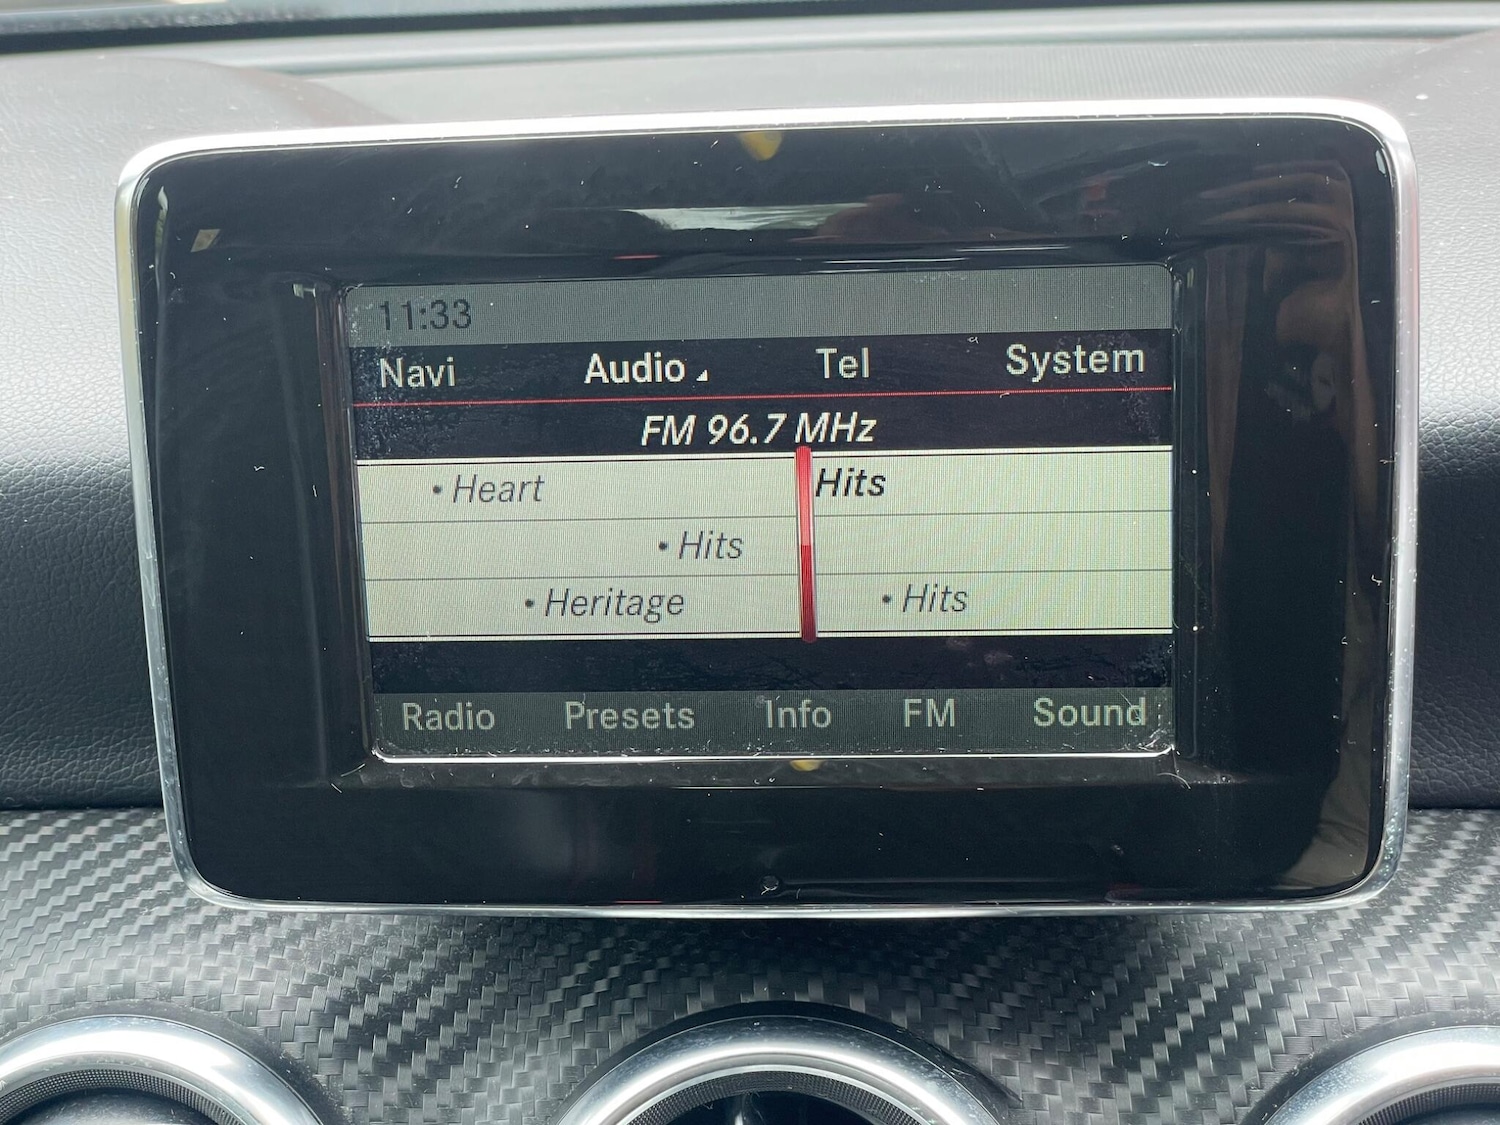 11:33
Navi Audio Tel System
FM 96.7 MHz
• Heart Hits
• Hits
• Heritage • Hits
Radio Presets Info FM Sound